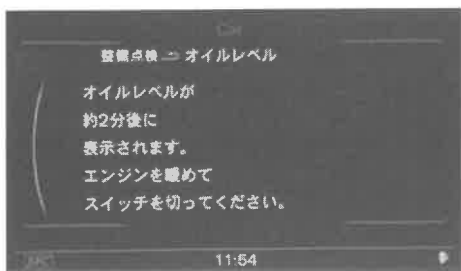 Car
整備点検 ⇨ オイルレベル
オイルレベルが
約2分後に
表示されます。
エンジンを暖めて
スイッチを切ってください。
11:54